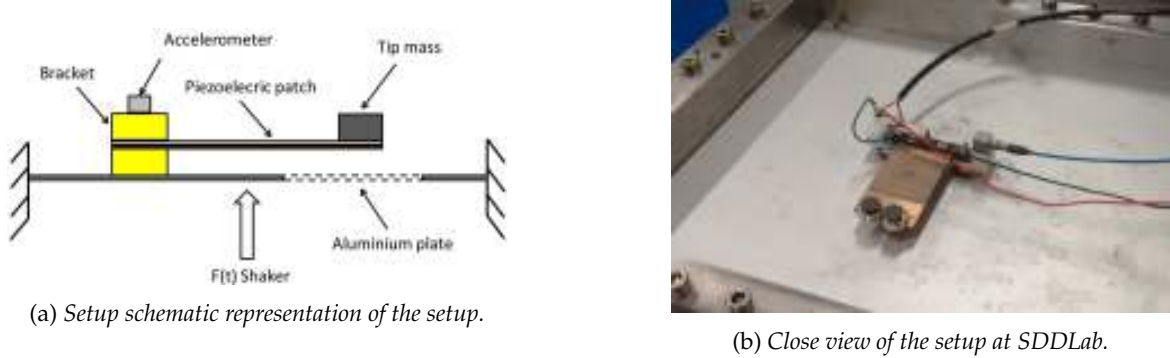 Accelerometer
Tip mass
Bracket
Piezoelecric patch
Aluminium plate
F(t) Shaker
(a) Setup schematic representation of the setup.
(b) Close view of the setup at SDDLab.